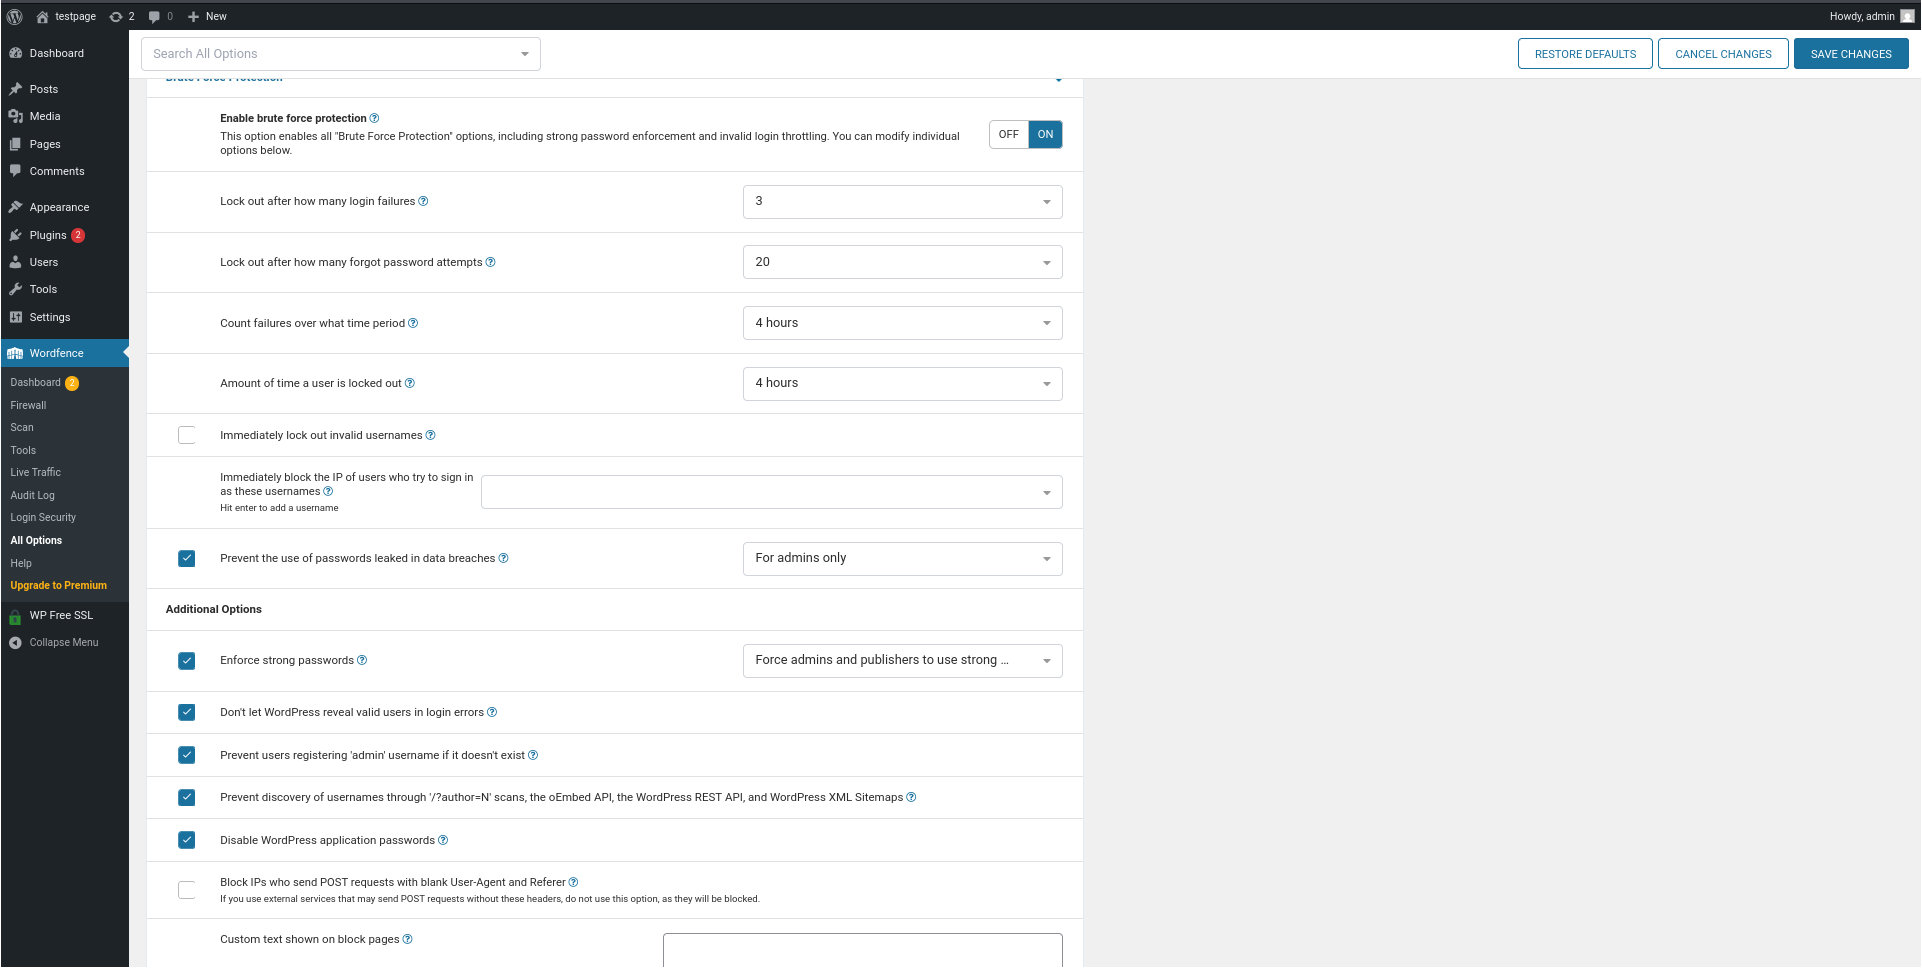 testpage 2 0 New Howdy, admin
Search All Options RESTORE DEFAULTS CANCEL CHANGES SAVE CHANGES
Dashboard
Posts
Media
Pages
Comments
Appearance
Plugins 2
Users
Tools
Settings
Wordfence
Dashboard 2
Firewall
Scan
Tools
Live Traffic
Audit Log
Login Security
All Options
Help
Upgrade to Premium
WP Free SSL
Collapse Menu
Brute Force Protection
Enable brute force protection
This option enables all "Brute Force Protection" options, including strong password enforcement and invalid login throttling. You can modify individual
options below.
OFF ON
Lock out after how many login failures 3
Lock out after how many forgot password attempts 20
Count failures over what time period 4 hours
Amount of time a user is locked out 4 hours
Immediately lock out invalid usernames
Immediately block the IP of users who try to sign in
as these usernames
Hit enter to add a username
Prevent the use of passwords leaked in data breaches For admins only
Additional Options
Enforce strong passwords Force admins and publishers to use strong ...
Don't let WordPress reveal valid users in login errors
Prevent users registering 'admin' username if it doesn't exist
Prevent discovery of usernames through '/?author=N' scans, the oEmbed API, the WordPress REST API, and WordPress XML Sitemaps
Disable WordPress application passwords
Block IPs who send POST requests with blank User-Agent and Referer
If you use external services that may send POST requests without these headers, do not use this option, as they will be blocked.
Custom text shown on block pages